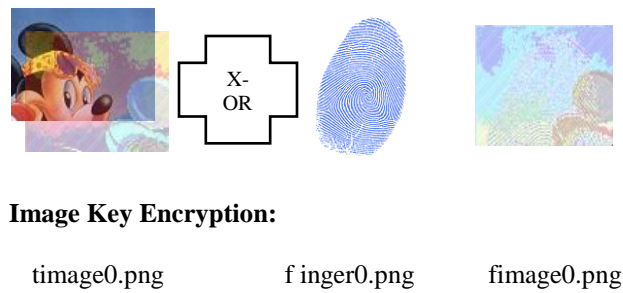 X-
OR
Image Key Encryption:
timage0.png f inger0.png fimage0.png